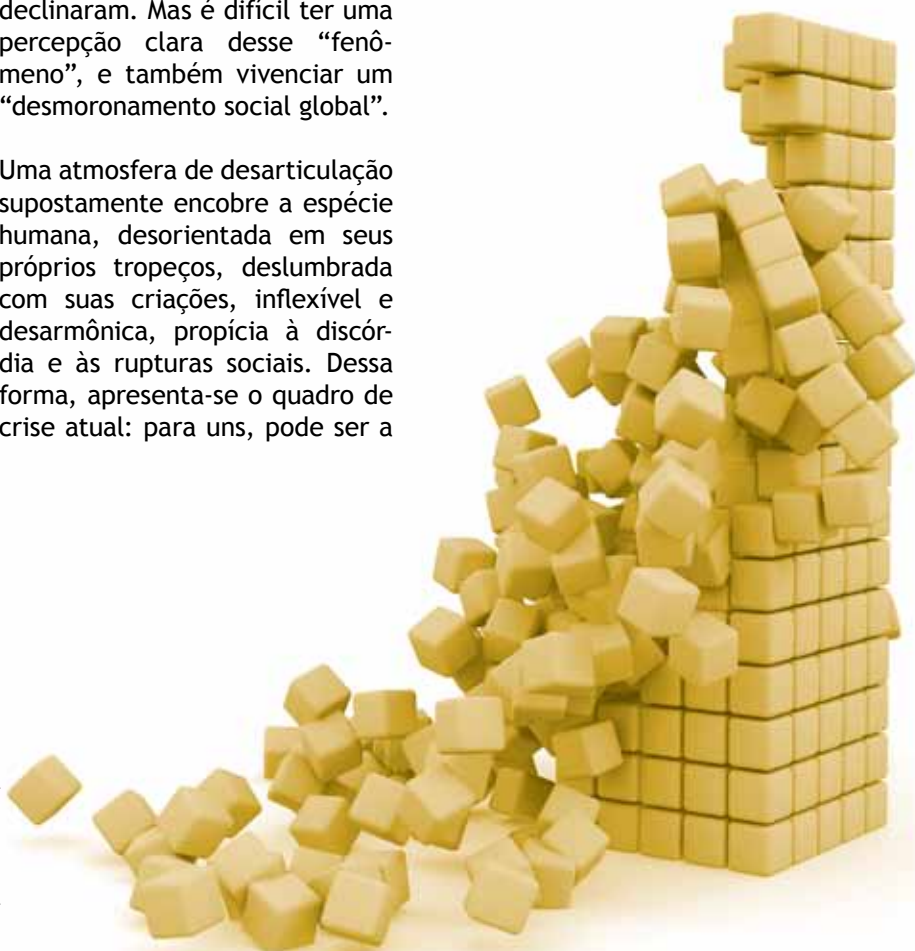 declinaram. Mas é difícil ter uma
percepção clara desse “fenô-
meno”, e também vivenciar um
“desmoronamento social global”.
Uma atmosfera de desarticulação
supostamente encobre a espécie
humana, desorientada em seus
próprios tropeços, deslumbrada
com suas criações, inflexível e
desarmônica, propícia à discór-
dia e às rupturas sociais. Dessa
forma, apresenta-se o quadro de
crise atual: para uns, pode ser a